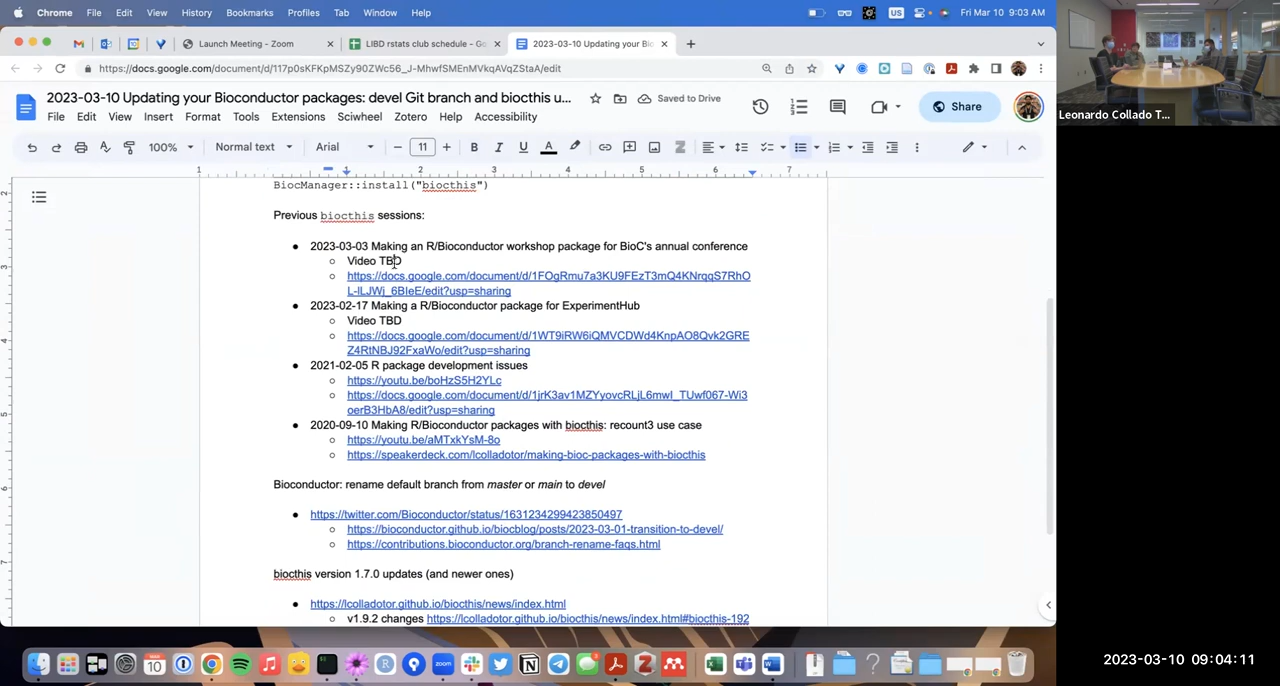 Chrome File Edit View History Bookmarks Profiles Tab Window Help US Fri Mar 10 9:03 AM
Launch Meeting - Zoom LIBD rstats club schedule - Go 2023-03-10 Updating your Bio
https://docs.google.com/document/d/117p0sKFKpMSZy90ZWc56_J-MhwfSMEnMVkqAVqZStaA/edit
2023-03-10 Updating your Bioconductor packages: devel Git branch and biocthis u... Saved to Drive Share
File Edit View Insert Format Tools Extensions Sciwheel Zotero Help Accessibility
100% Normal text Arial 11
1 1 2 3 4 5 6 7
BiocManager::install("biocthis")
Previous biocthis sessions:
● 2023-03-03 Making an R/Bioconductor workshop package for BioC's annual conference
○ Video TBD
○ https://docs.google.com/document/d/1FOgRmu7a3KU9FEzT3mQ4KNrqqS7RhO
L-lLJWj_6BIeE/edit?usp=sharing
● 2023-02-17 Making a R/Bioconductor package for ExperimentHub
○ Video TBD
○ https://docs.google.com/document/d/1WT9iRW6iQMVCDWd4KnpAO8Qvk2GRE
Z4RtNBJ92FxaWo/edit?usp=sharing
● 2021-02-05 R package development issues
○ https://youtu.be/boHzS5H2YLc
○ https://docs.google.com/document/d/1jrK3av1MZYyovcRLjL6mwI_TUwf067-Wi3
oerB3HbA8/edit?usp=sharing
● 2020-09-10 Making R/Bioconductor packages with biocthis: recount3 use case
○ https://youtu.be/aMTxkYsM-8o
○ https://speakerdeck.com/lcolladotor/making-bioc-packages-with-biocthis
Bioconductor: rename default branch from master or main to devel
● https://twitter.com/Bioconductor/status/1631234299423850497
○ https://bioconductor.github.io/biocblog/posts/2023-03-01-transition-to-devel/
○ https://contributions.bioconductor.org/branch-rename-faqs.html
biocthis version 1.7.0 updates (and newer ones)
● https://lcolladotor.github.io/biocthis/news/index.html
○ v1.9.2 changes https://lcolladotor.github.io/biocthis/news/index.html#biocthis-192
Leonardo Collado T...
2023-03-10 09:04:11